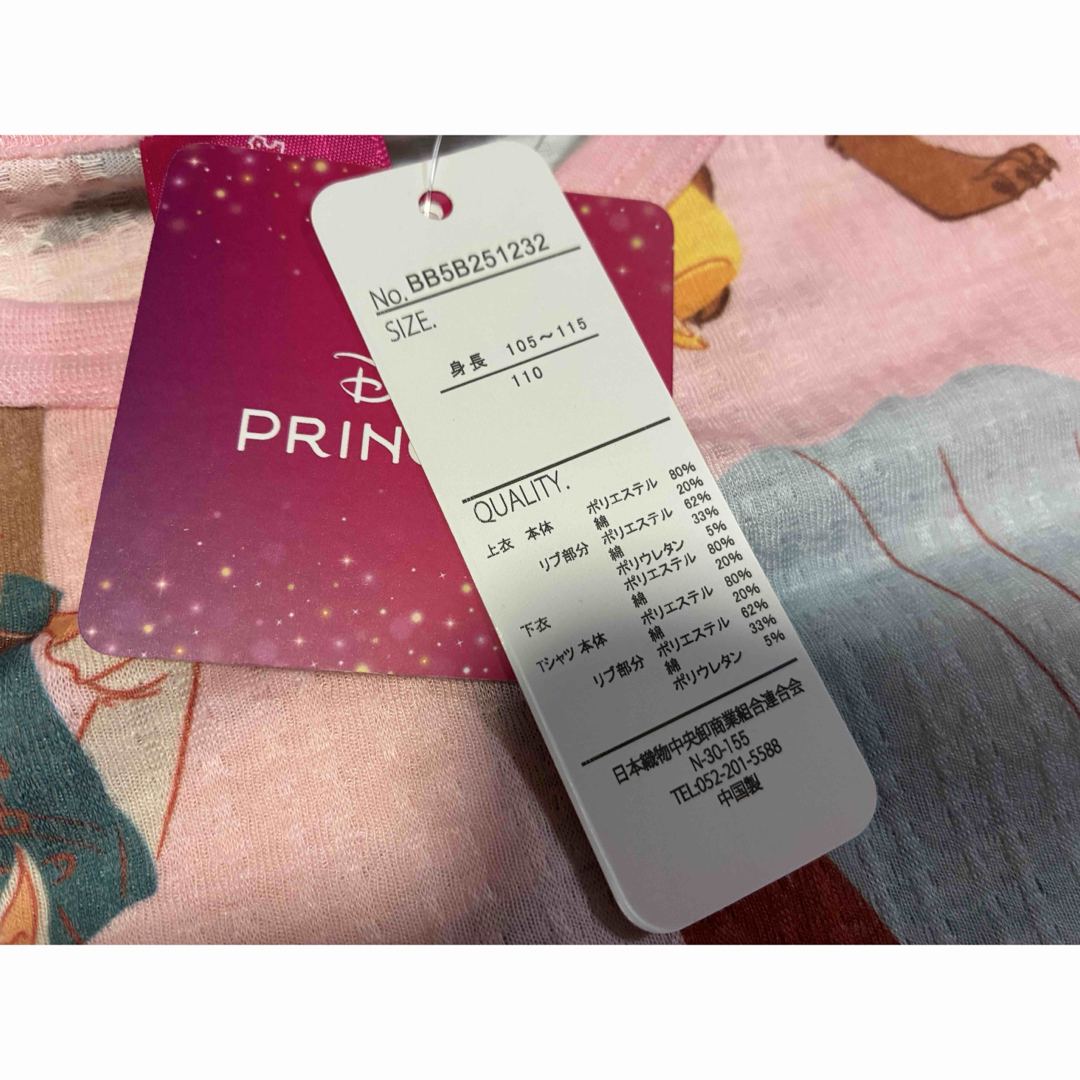 PRIN
No. BB5B251232
SIZE.
身長 105～115
110
QUALITY.
上衣 本体 ポリエステル 80%
綿 20%
リブ部分 ポリエステル 62%
綿 33%
ポリウレタン 5%
下衣 ポリエステル 80%
綿 20%
Tシャツ 本体 ポリエステル 80%
綿 20%
リブ部分 ポリエステル 62%
綿 33%
ポリウレタン 5%
日本織物中央卸商業組合連合会
N-30-155
TEL:052-201-5588
中国製